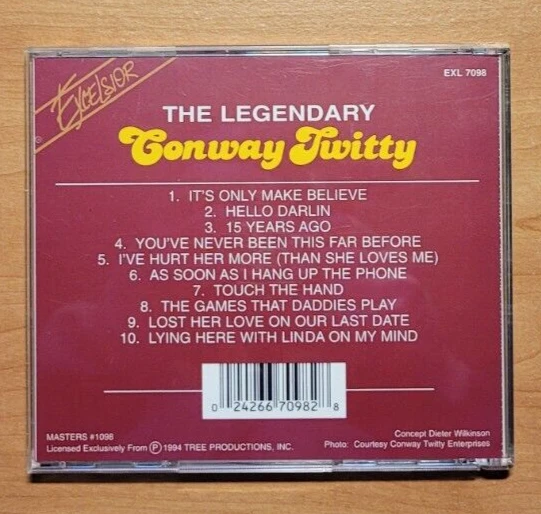 EXCELSIOR
EXL 7098
THE LEGENDARY
Conway Twitty
1. IT'S ONLY MAKE BELIEVE
2. HELLO DARLIN
3. 15 YEARS AGO
4. YOU'VE NEVER BEEN THIS FAR BEFORE
5. I'VE HURT HER MORE (THAN SHE LOVES ME)
6. AS SOON AS I HANG UP THE PHONE
7. TOUCH THE HAND
8. THE GAMES THAT DADDIES PLAY
9. LOST HER LOVE ON OUR LAST DATE
10. LYING HERE WITH LINDA ON MY MIND
0 24266 70982 8
MASTERS #1098
Licensed Exclusively From Ⓟ 1994 TREE PRODUCTIONS, INC.
Concept Dieter Wilkinson
Photo: Courtesy Conway Twitty Enterprises